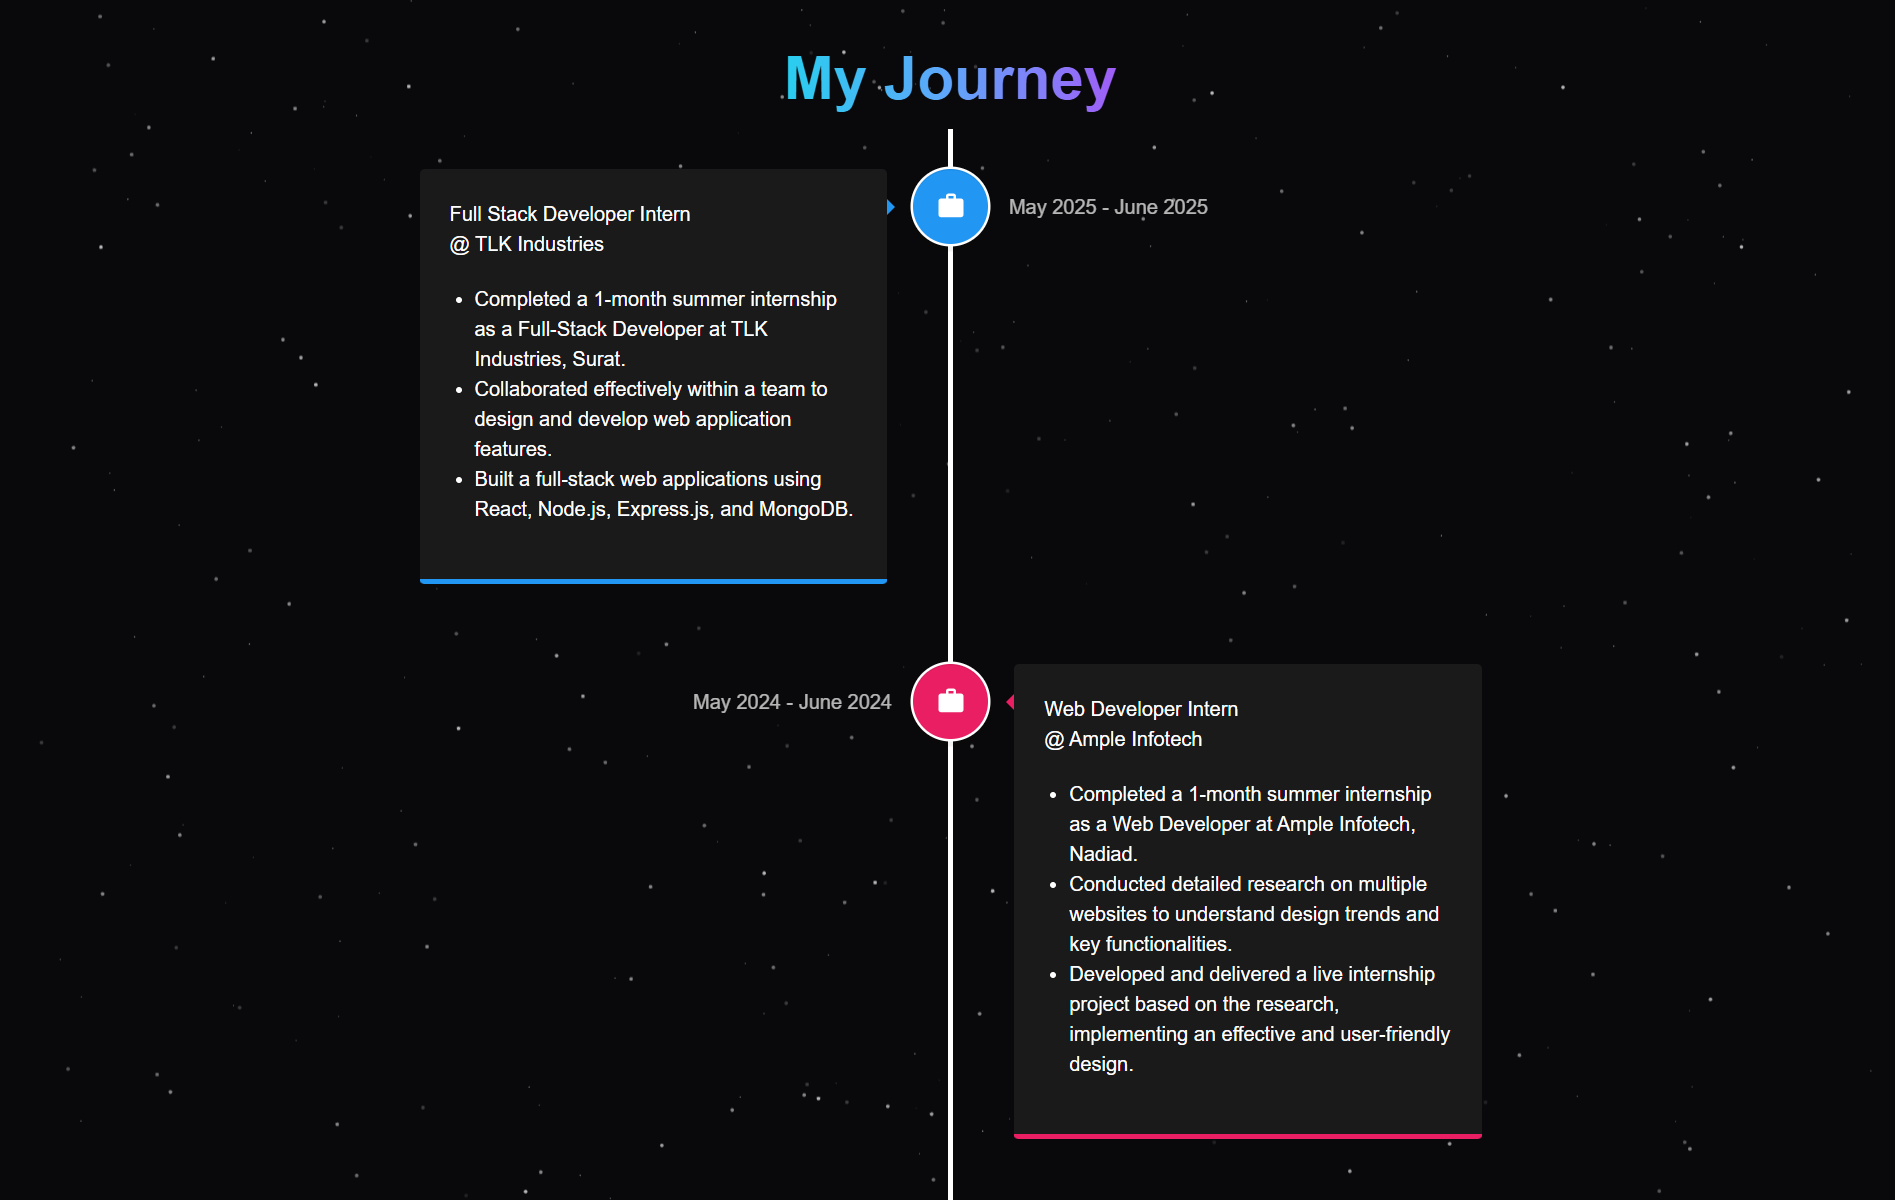 My Journey
Full Stack Developer Intern
@ TLK Industries
May 2025 - June 2025
• Completed a 1-month summer internship
as a Full-Stack Developer at TLK
Industries, Surat.
• Collaborated effectively within a team to
design and develop web application
features.
• Built a full-stack web applications using
React, Node.js, Express.js, and MongoDB.
May 2024 - June 2024
Web Developer Intern
@ Ample Infotech
• Completed a 1-month summer internship
as a Web Developer at Ample Infotech,
Nadiad.
• Conducted detailed research on multiple
websites to understand design trends and
key functionalities.
• Developed and delivered a live internship
project based on the research,
implementing an effective and user-friendly
design.